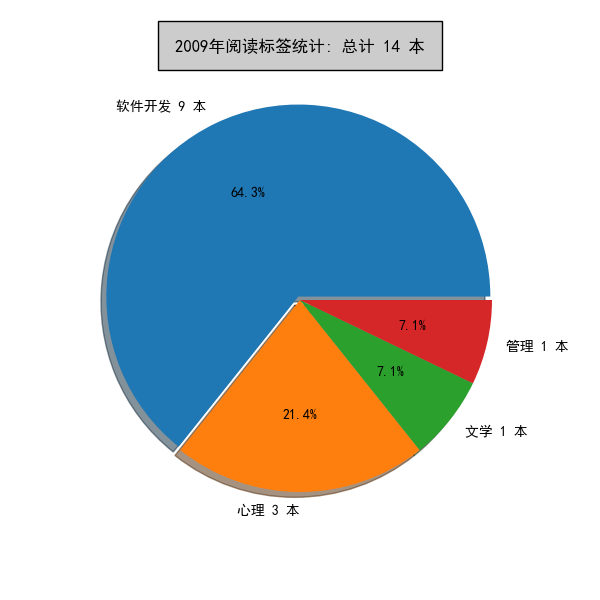 2009年阅读标签统计: 总计 14 本
软件开发 9 本
64.3%
7.1%
管理 1 本
7.1%
21.4%
文学 1 本
心理 3 本